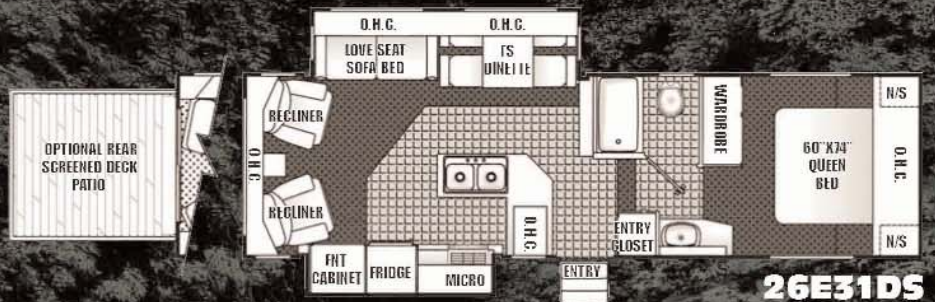 O.H.C.
O.H.C.
LOVE SEAT
SOFA BED
FS
DINETTE
RECLINER
WARDROBE
N/S
OPTIONAL REAR
SCREENED DECK
PATIO
O.H.C.
60"X74"
QUEEN
BED
O.H.C.
RECLINER
O.H.C
ENTRY
CLOSET
N/S
FNT
CABINET
FRIDGE
MICRO
ENTRY
26E31DS